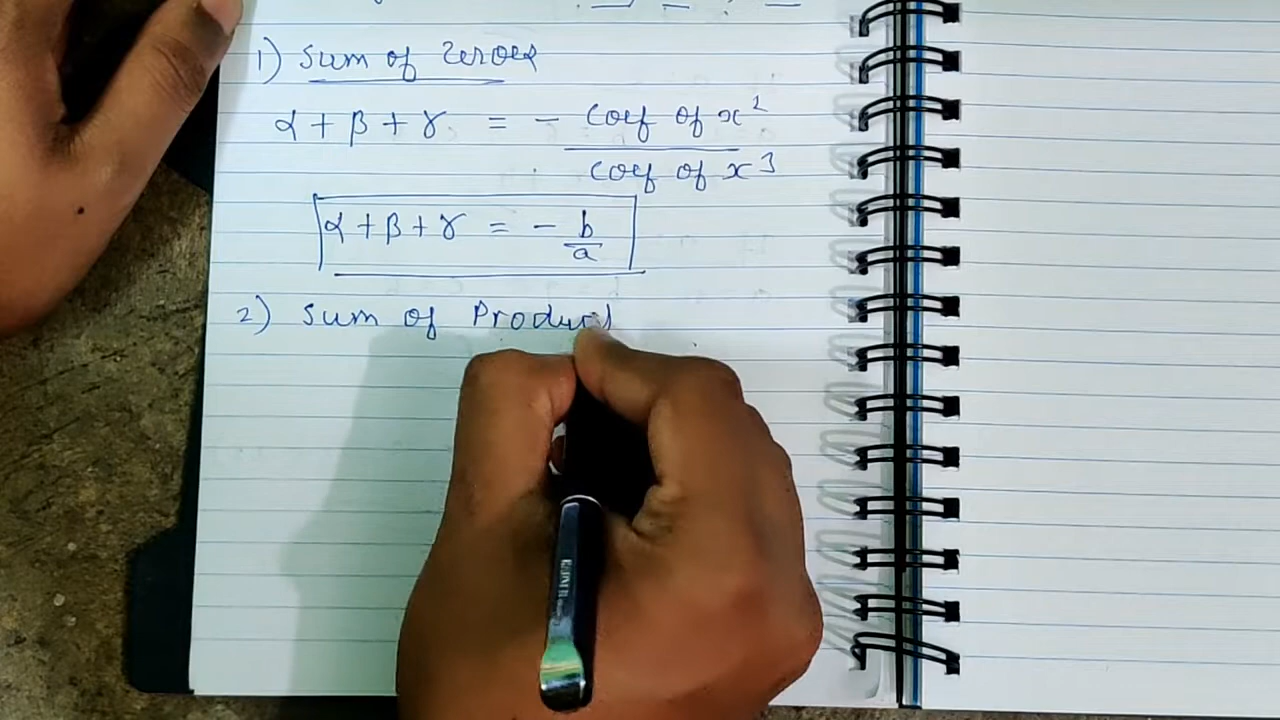 1) Sum of Zeroes
α + β + γ = - coef of x²
coef of x³
α + β + γ = - b
a
2) Sum of Product